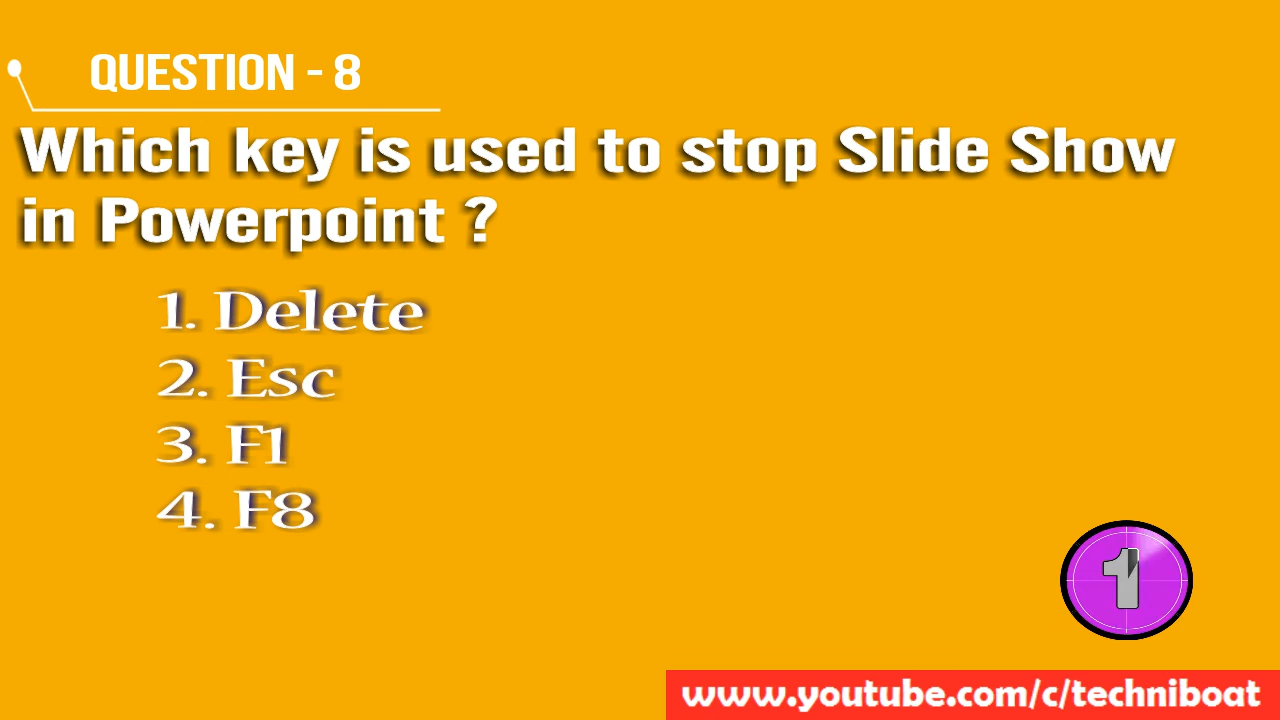 QUESTION - 8
Which key is used to stop Slide Show
in Powerpoint ?
1. Delete
2. Esc
3. F1
4. F8
1
www.youtube.com/c/techniboat